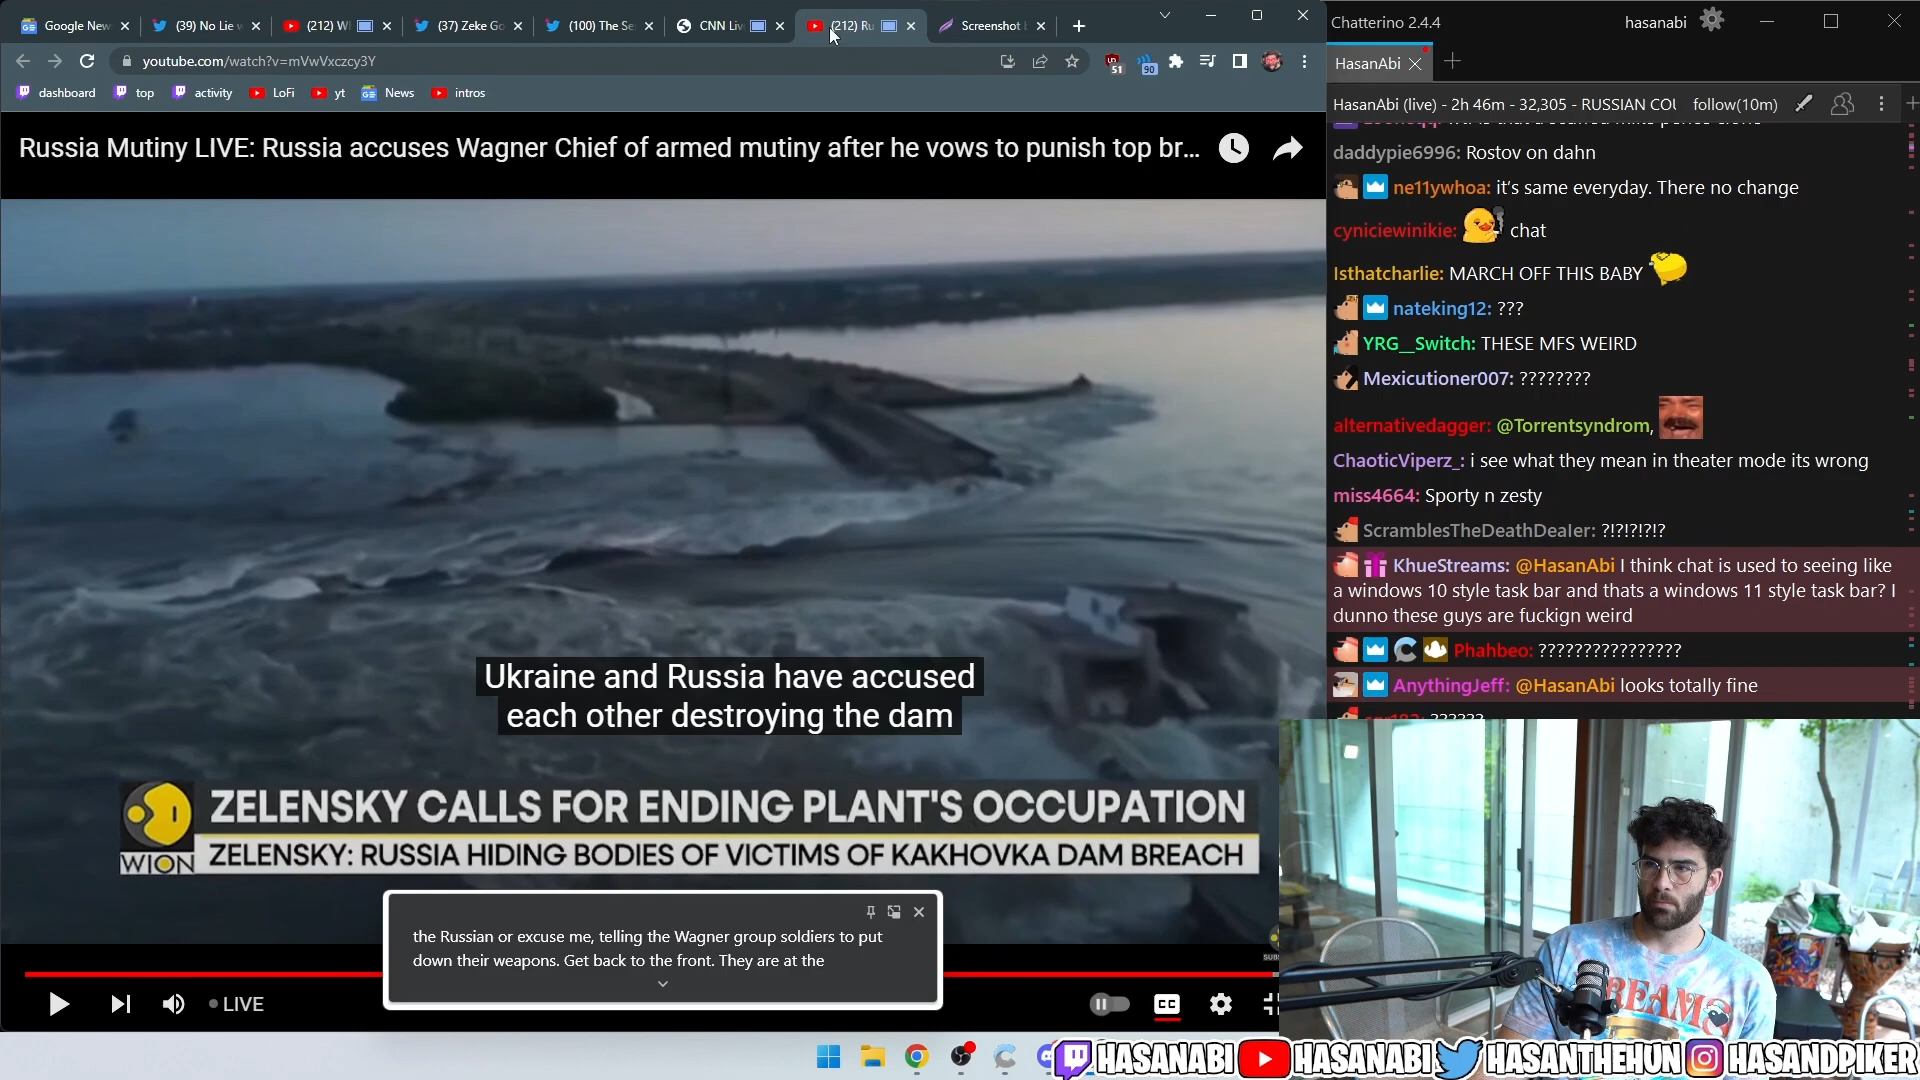 Google New
(39) No Lie w
(212) W
(37) Zeke Go
(100) The Se
CNN Liv
(212) Ru
Screenshot
youtube.com/watch?v=mVwVxczcy3Y
51
90
dashboard
top
activity
LoFi
yt
News
intros
Russia Mutiny LIVE: Russia accuses Wagner Chief of armed mutiny after he vows to punish top br...
Ukraine and Russia have accused
each other destroying the dam
ZELENSKY CALLS FOR ENDING PLANT'S OCCUPATION
WION
ZELENSKY: RUSSIA HIDING BODIES OF VICTIMS OF KAKHOVKA DAM BREACH
the Russian or excuse me, telling the Wagner group soldiers to put
down their weapons. Get back to the front. They are at the
LIVE
CC
Chatterino 2.4.4
hasanabi
HasanAbi
HasanAbi (live) - 2h 46m - 32,305 - RUSSIAN COU
follow(10m)
daddypie6996: Rostov on dahn
ne11ywhoa: it's same everyday. There no change
cyniciewinikie: chat
Isthatcharlie: MARCH OFF THIS BABY
nateking12: ???
YRG__Switch: THESE MFS WEIRD
Mexicutioner007: ????????
alternativedagger: @Torrentsyndrom,
ChaoticViperz_: i see what they mean in theater mode its wrong
miss4664: Sporty n zesty
ScramblesTheDeathDealer: ?!?!?!?!?
KhueStreams: @HasanAbi I think chat is used to seeing like
a windows 10 style task bar and thats a windows 11 style task bar? I
dunno these guys are fuckign weird
Phahbeo: ????????????????
AnythingJeff: @HasanAbi looks totally fine
DREAMS
HASANABI
HASANABI
HASANTHEHUN
HASANDPIKER